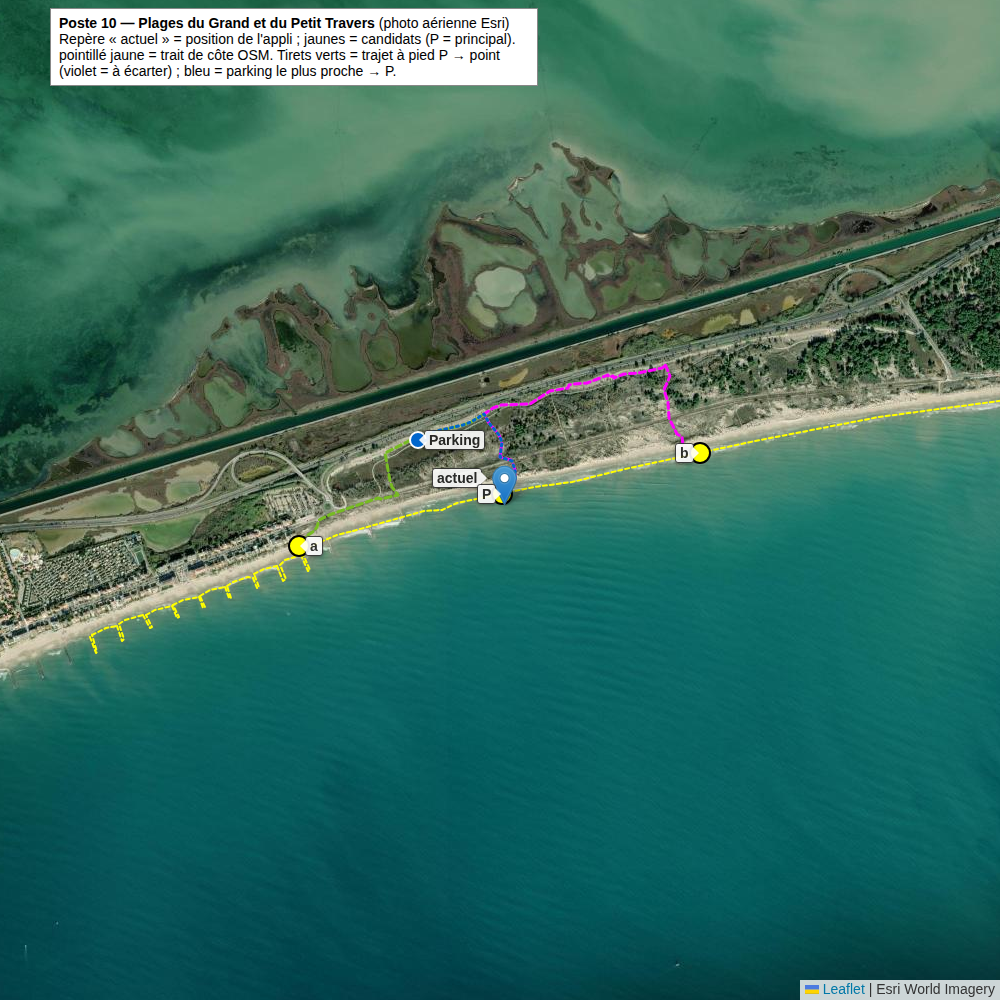 Poste 10 — Plages du Grand et du Petit Travers (photo aérienne Esri)
Repère « actuel » = position de l'appli ; jaunes = candidats (P = principal).
pointillé jaune = trait de côte OSM. Tirets verts = trajet à pied P → point
(violet = à écarter) ; bleu = parking le plus proche → P.
Parking
b
actuel
P
a
Leaflet | Esri World Imagery